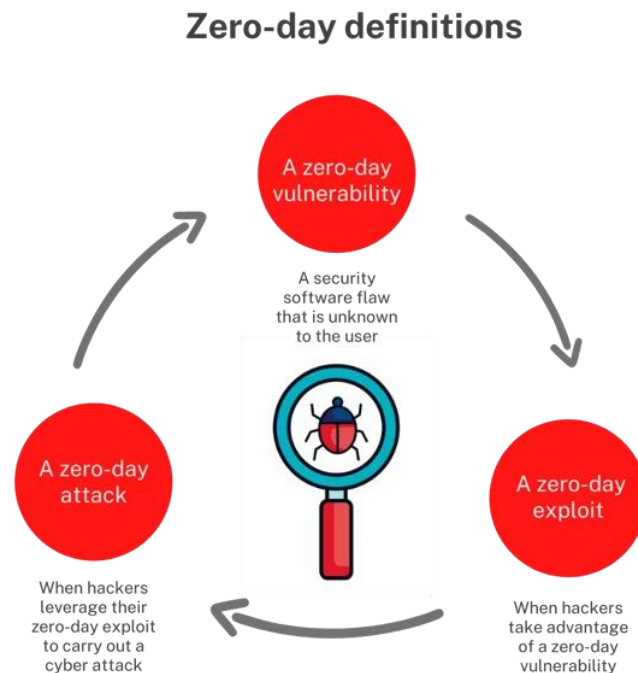 Zero-day definitions
A zero-day
vulnerability
A security
software flaw
that is unknown
to the user
A zero-day
exploit
When hackers
take advantage
of a zero-day
vulnerability
A zero-day
attack
When hackers
leverage their
zero-day exploit
to carry out a
cyber attack